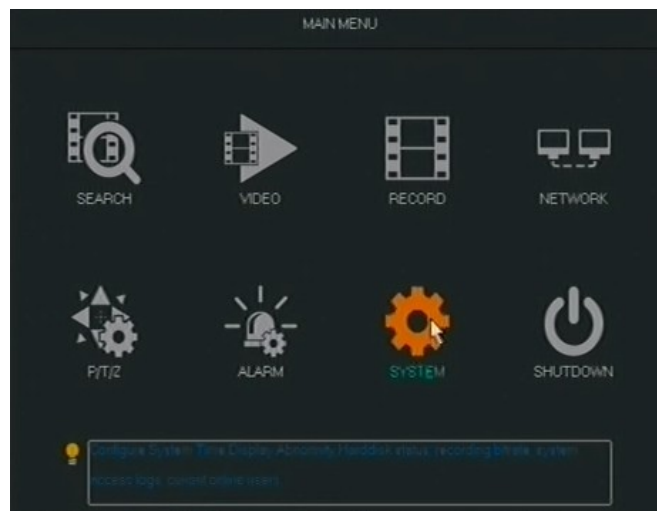 MAIN MENU
SEARCH
VIDEO
RECORD
NETWORK
P/T/Z
ALARM
SYSTEM
SHUTDOWN
Configure System Time Display, Abnormity, Harddisk status, recording bitrate, system
Access logs, current online users